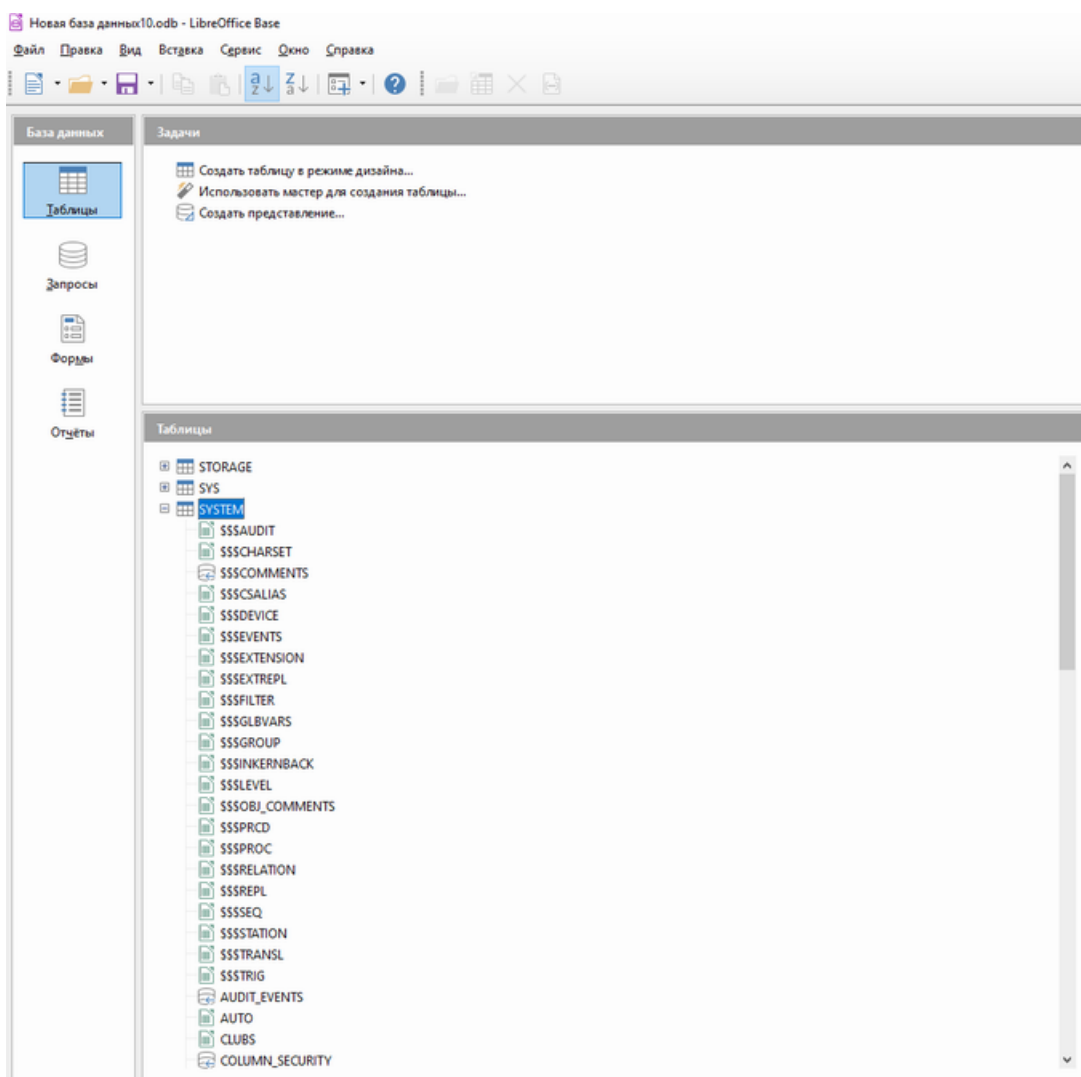 Новая база данных10.odb - LibreOffice Base
Файл Правка Вид Вставка Сервис Окно Справка
База данных
Задачи
Таблицы
Создать таблицу в режиме дизайна...
Использовать мастер для создания таблицы...
Создать представление...
Запросы
Формы
Отчёты
Таблицы
STORAGE
SYS
SYSTEM
$$$AUDIT
$$$CHARSET
$$$COMMENTS
$$$CSALIAS
$$$DEVICE
$$$EVENTS
$$$EXTENSION
$$$EXTREPL
$$$FILTER
$$$GLBVARS
$$$GROUP
$$$INKERNBACK
$$$LEVEL
$$$OBJ_COMMENTS
$$$PRCD
$$$PROC
$$$RELATION
$$$REPL
$$$SEQ
$$$STATION
$$$TRANSL
$$$TRIG
AUDIT_EVENTS
AUTO
CLUBS
COLUMN_SECURITY